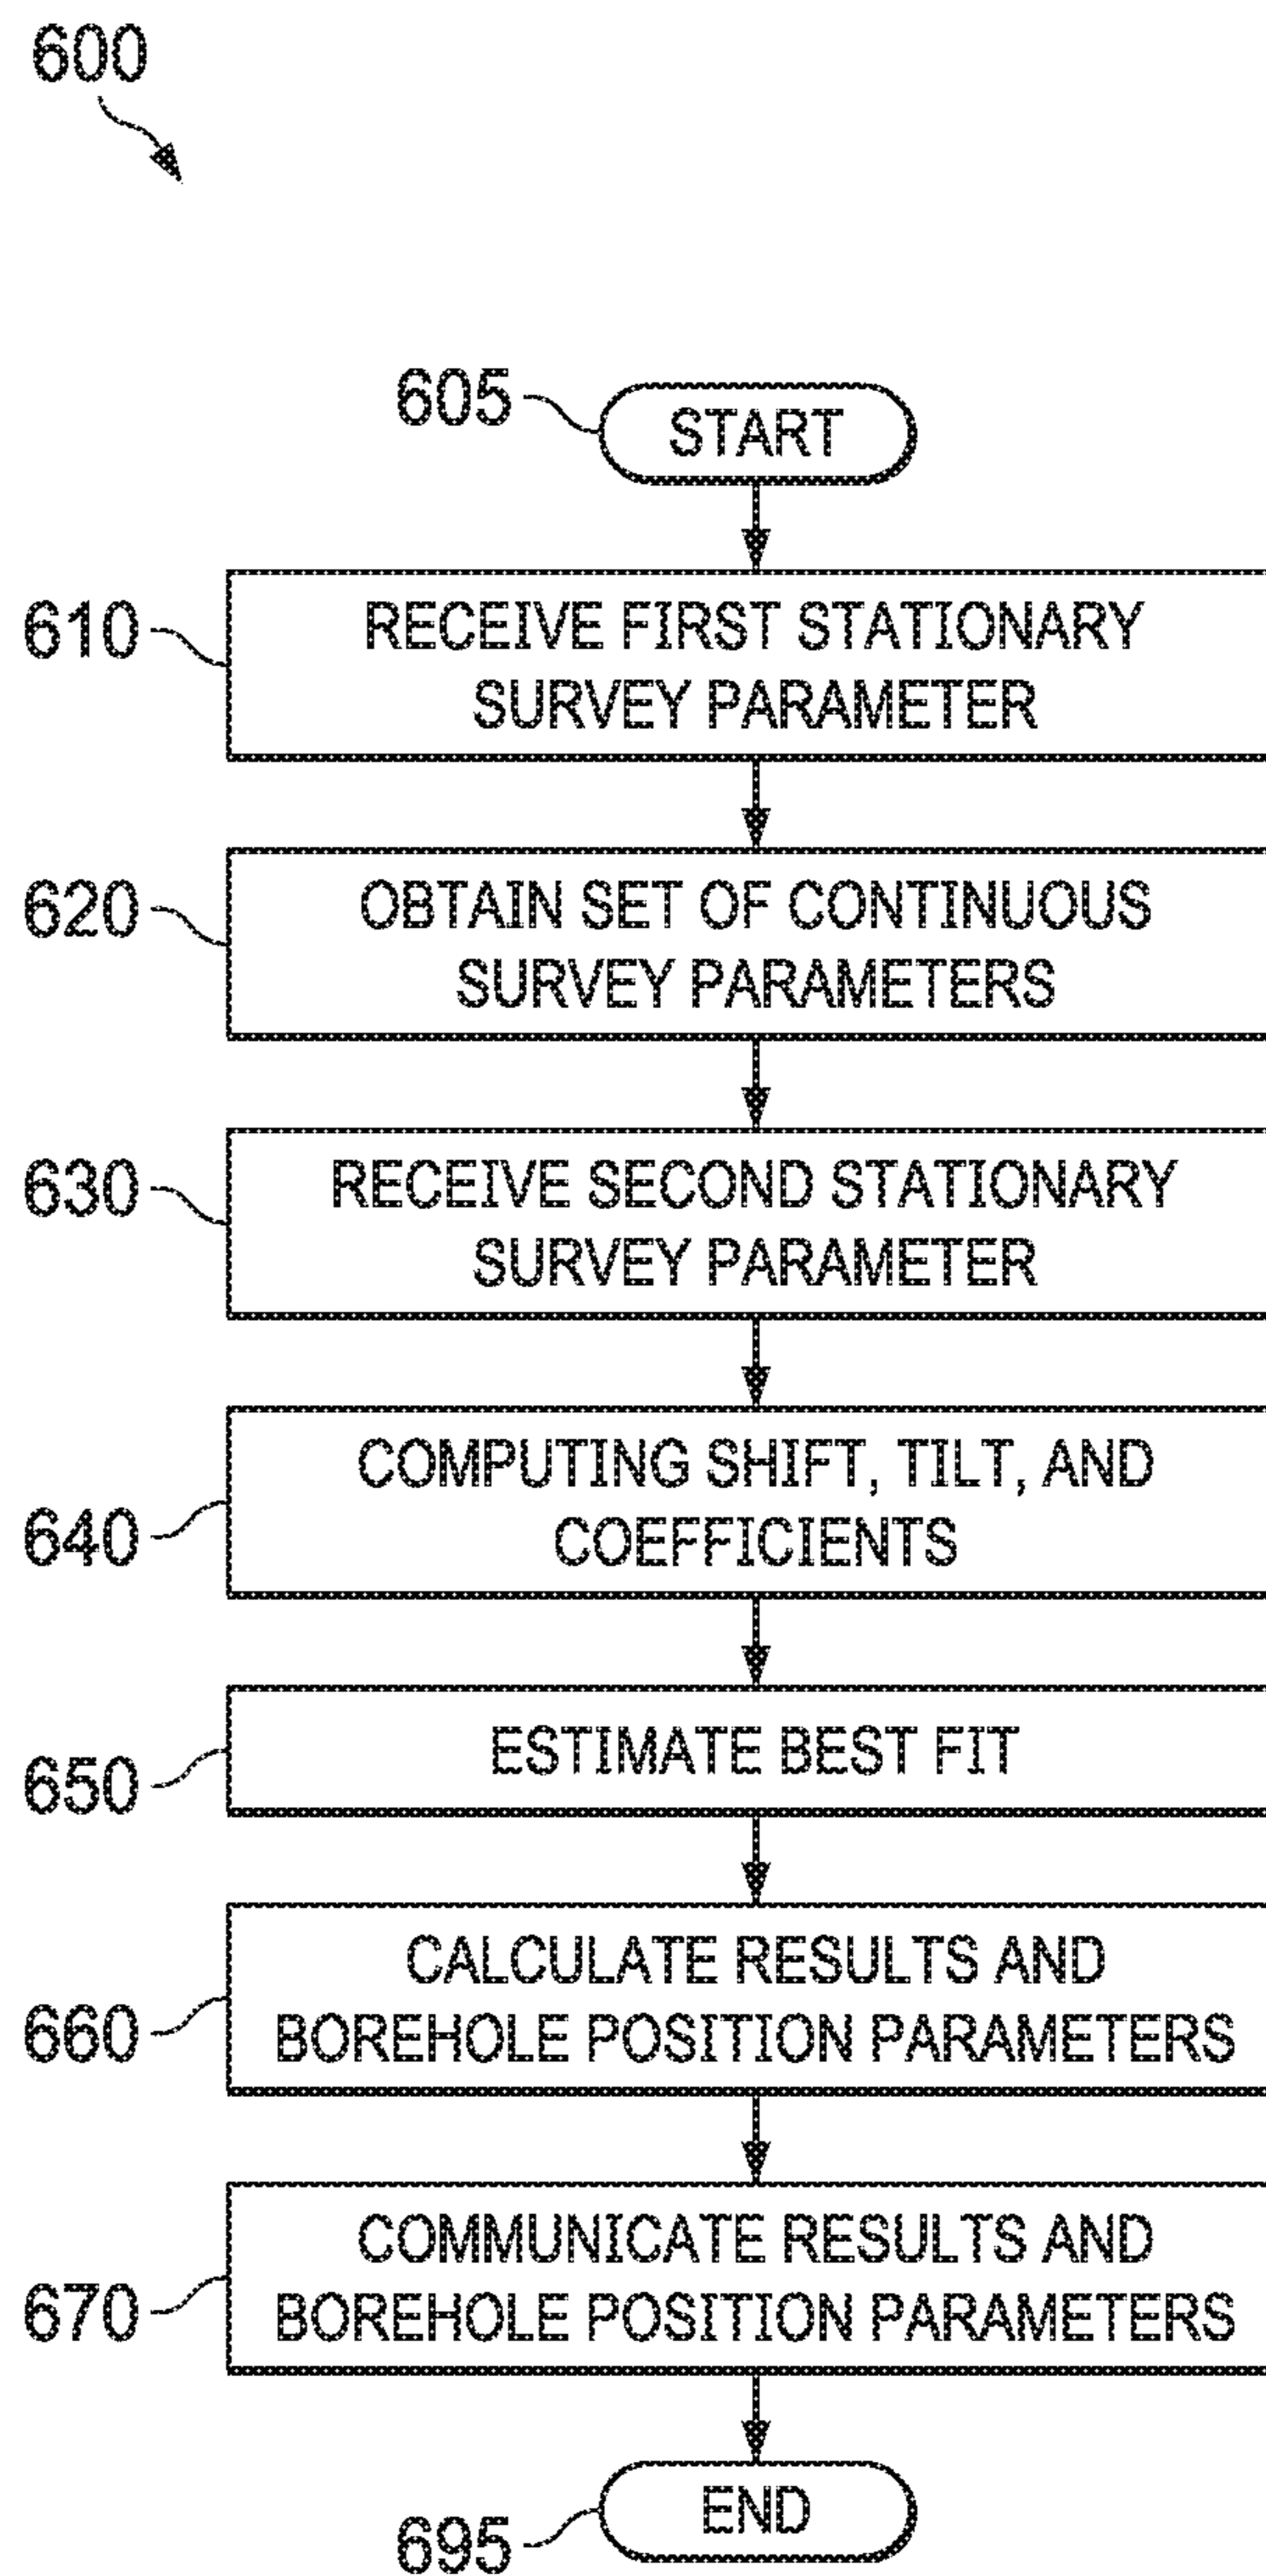 600
605
START
610
RECEIVE FIRST STATIONARY
SURVEY PARAMETER
620
OBTAIN SET OF CONTINUOUS
SURVEY PARAMETERS
630
RECEIVE SECOND STATIONARY
SURVEY PARAMETER
640
COMPUTING SHIFT, TILT, AND
COEFFICIENTS
650
ESTIMATE BEST FIT
660
CALCULATE RESULTS AND
BOREHOLE POSITION PARAMETERS
670
COMMUNICATE RESULTS AND
BOREHOLE POSITION PARAMETERS
695
END